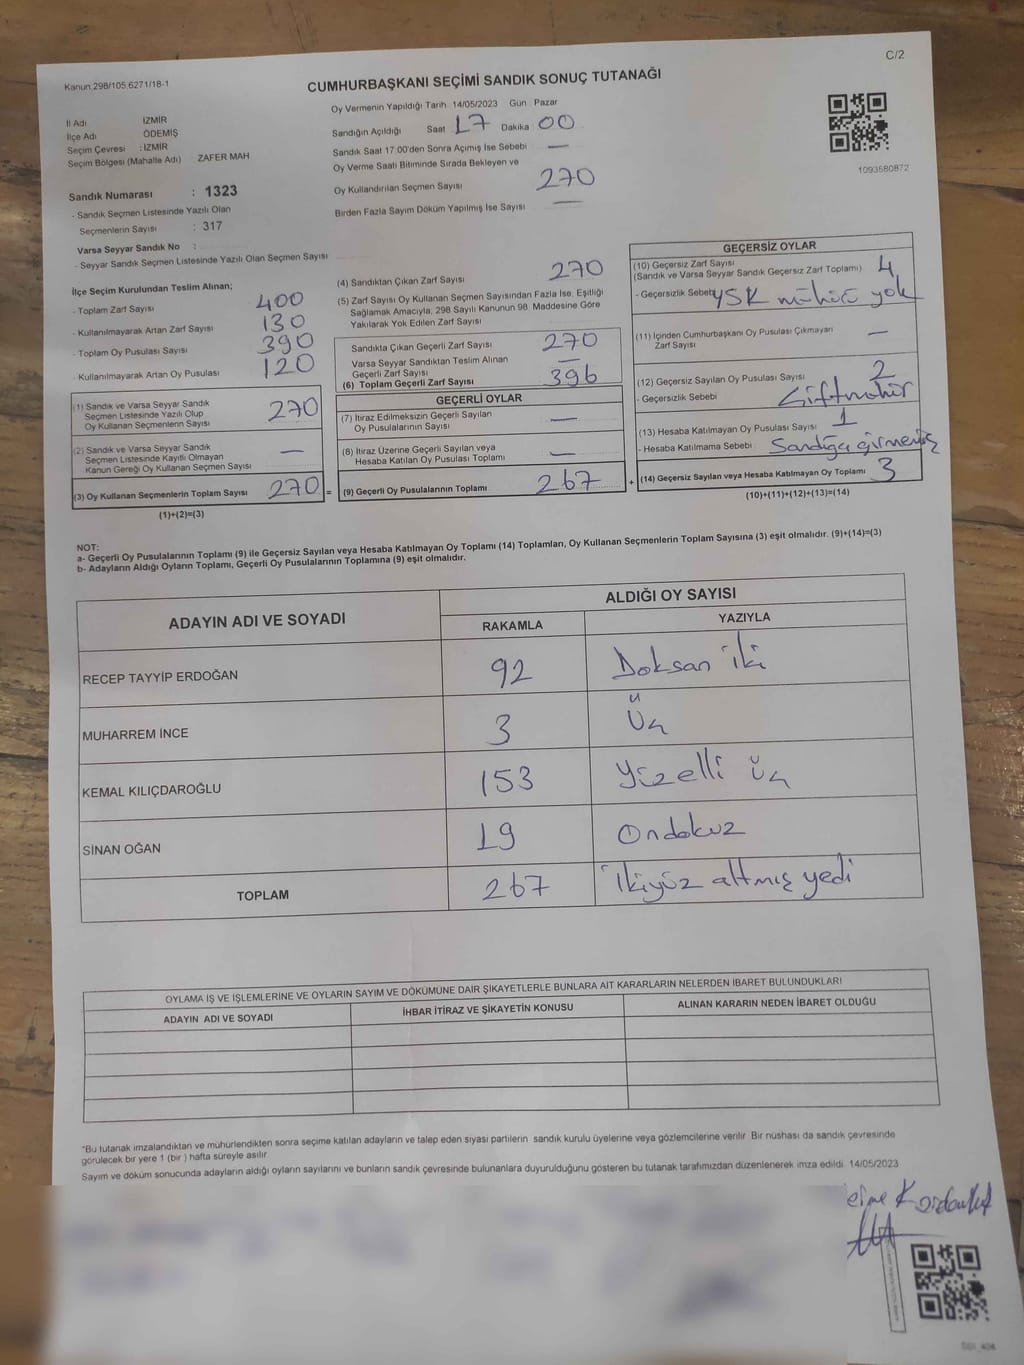 C/2
Kanun 298/105.6271/18-1
CUMHURBAŞKANI SEÇİMİ SANDIK SONUÇ TUTANAĞI
İl Adı İZMİR
İlçe Adı ÖDEMİŞ
Seçim Çevresi : İZMİR
Seçim Bölgesi (Mahalle Adı) ZAFER MAH
Sandık Numarası : 1323
- Sandık Seçmen Listesinde Yazılı Olan
Seçmenlerin Sayısı : 317
Varsa Seyyar Sandık No :
- Seyyar Sandık Seçmen Listesinde Yazılı Olan Seçmen Sayısı
Oy Vermenin Yapıldığı Tarih 14/05/2023 Gün : Pazar
Sandığın Açıldığı Saat 17 Dakika 00
Sandık Saat 17:00'den Sonra Açımış İse Sebebi —
Oy Verme Saati Bitiminde Sırada Bekleyen ve
Oy Kullandırılan Seçmen Sayısı 270
Birden Fazla Sayım Döküm Yapılmış İse Sayısı —
1093580872
İlçe Seçim Kurulundan Teslim Alınan;
- Toplam Zarf Sayısı 400
- Kullanılmayarak Artan Zarf Sayısı 130
- Toplam Oy Pusulası Sayısı 390
- Kullanılmayarak Artan Oy Pusulası 120
(1) Sandık ve Varsa Seyyar Sandık
Seçmen Listesinde Yazılı Olup
Oy Kullanan Seçmenlerin Sayısı 270
(2) Sandık ve Varsa Seyyar Sandık
Seçmen Listesinde Kayıtlı Olmayan
Kanun Gereği Oy Kullanan Seçmen Sayısı —
(3) Oy Kullanan Seçmenlerin Toplam Sayısı 270 =
(1)+(2)=(3)
(4) Sandıktan Çıkan Zarf Sayısı 270
(5) Zarf Sayısı Oy Kullanan Seçmen Sayısından Fazla İse, Eşitliği
Sağlamak Amacıyla, 298 Sayılı Kanunun 98. Maddesine Göre
Yakılarak Yok Edilen Zarf Sayısı
Sandıkta Çıkan Geçerli Zarf Sayısı 270
Varsa Seyyar Sandıktan Teslim Alınan
Geçerli Zarf Sayısı —
(6) Toplam Geçerli Zarf Sayısı 396
GEÇERLİ OYLAR
(7) İtiraz Edilmeksizin Geçerli Sayılan
Oy Pusulalarının Sayısı —
(8) İtiraz Üzerine Geçerli Sayılan veya
Hesaba Katılan Oy Pusulası Toplamı —
(9) Geçerli Oy Pusulalarının Toplamı 267 +
GEÇERSİZ OYLAR
(10) Geçersiz Zarf Sayısı 4
(Sandık ve Varsa Seyyar Sandık Geçersiz Zarf Toplamı)
- Geçersizlik Sebebi YSK mührü yok
(11) İçinden Cumhurbaşkanı Oy Pusulası Çıkmayan
Zarf Sayısı —
(12) Geçersiz Sayılan Oy Pusulası Sayısı 2
- Geçersizlik Sebebi Çiftmühür
(13) Hesaba Katılmayan Oy Pusulası Sayısı 1
- Hesaba Katılmama Sebebi Sandığa girmemiş
(14) Geçersiz Sayılan veya Hesaba Katılmayan Oy Toplamı 3
(10)+(11)+(12)+(13)=(14)
NOT:
a- Geçerli Oy Pusulalarının Toplamı (9) ile Geçersiz Sayılan veya Hesaba Katılmayan Oy Toplamı (14) Toplamları, Oy Kullanan Seçmenlerin Toplam Sayısına (3) eşit olmalıdır. (9)+(14)=(3)
b- Adayların Aldığı Oyların Toplamı, Geçerli Oy Pusulalarının Toplamına (9) eşit olmalıdır.
ADAYIN ADI VE SOYADI ALDIĞI OY SAYISI
RAKAMLA YAZIYLA
RECEP TAYYİP ERDOĞAN 92 Doksan iki
MUHARREM İNCE 3 Üç
KEMAL KILIÇDAROĞLU 153 Yüzelli üç
SİNAN OĞAN 19 Ondokuz
TOPLAM 267 İkiyüz altmış yedi
OYLAMA İŞ VE İŞLEMLERİNE VE OYLARIN SAYIM VE DÖKÜMÜNE DAİR ŞİKAYETLERLE BUNLARA AİT KARARLARIN NELERDEN İBARET BULUNDUKLARI
ADAYIN ADI VE SOYADI İHBAR İTİRAZ VE ŞİKAYETİN KONUSU ALINAN KARARIN NEDEN İBARET OLDUĞU
*Bu tutanak imzalandıktan ve mühürlendikten sonra seçime katılan adayların ve talep eden siyasi partilerin sandık kurulu üyelerine veya gözlemcilerine verilir. Bir nüshası da sandık çevresinde
görülecek bir yere 1 (bir ) hafta süreyle asılır.
Sayım ve döküm sonucunda adayların aldığı oyların sayılarını ve bunların sandık çevresinde bulunanlara duyurulduğunu gösteren bu tutanak tarafımızdan düzenlenerek imza edildi. 14/05/2023